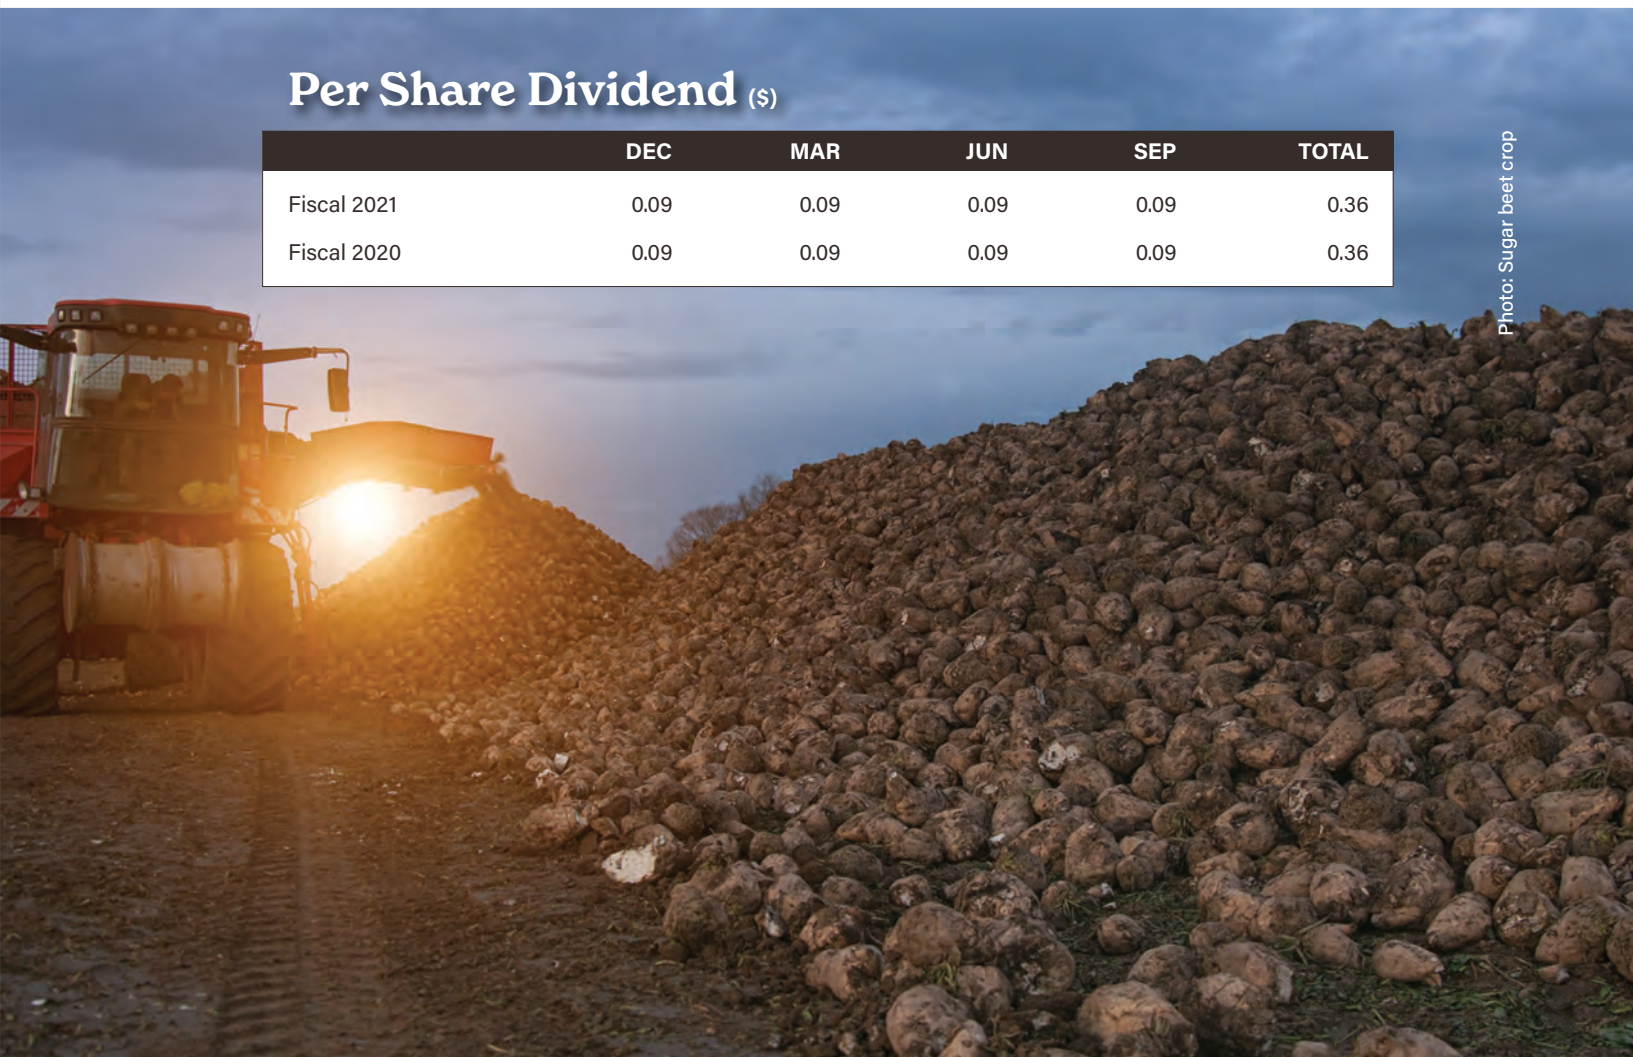 Per Share Dividend ($)
DEC MAR JUN SEP TOTAL
Fiscal 2021 0.09 0.09 0.09 0.09 0.36
Fiscal 2020 0.09 0.09 0.09 0.09 0.36
Photo: Sugar beet crop